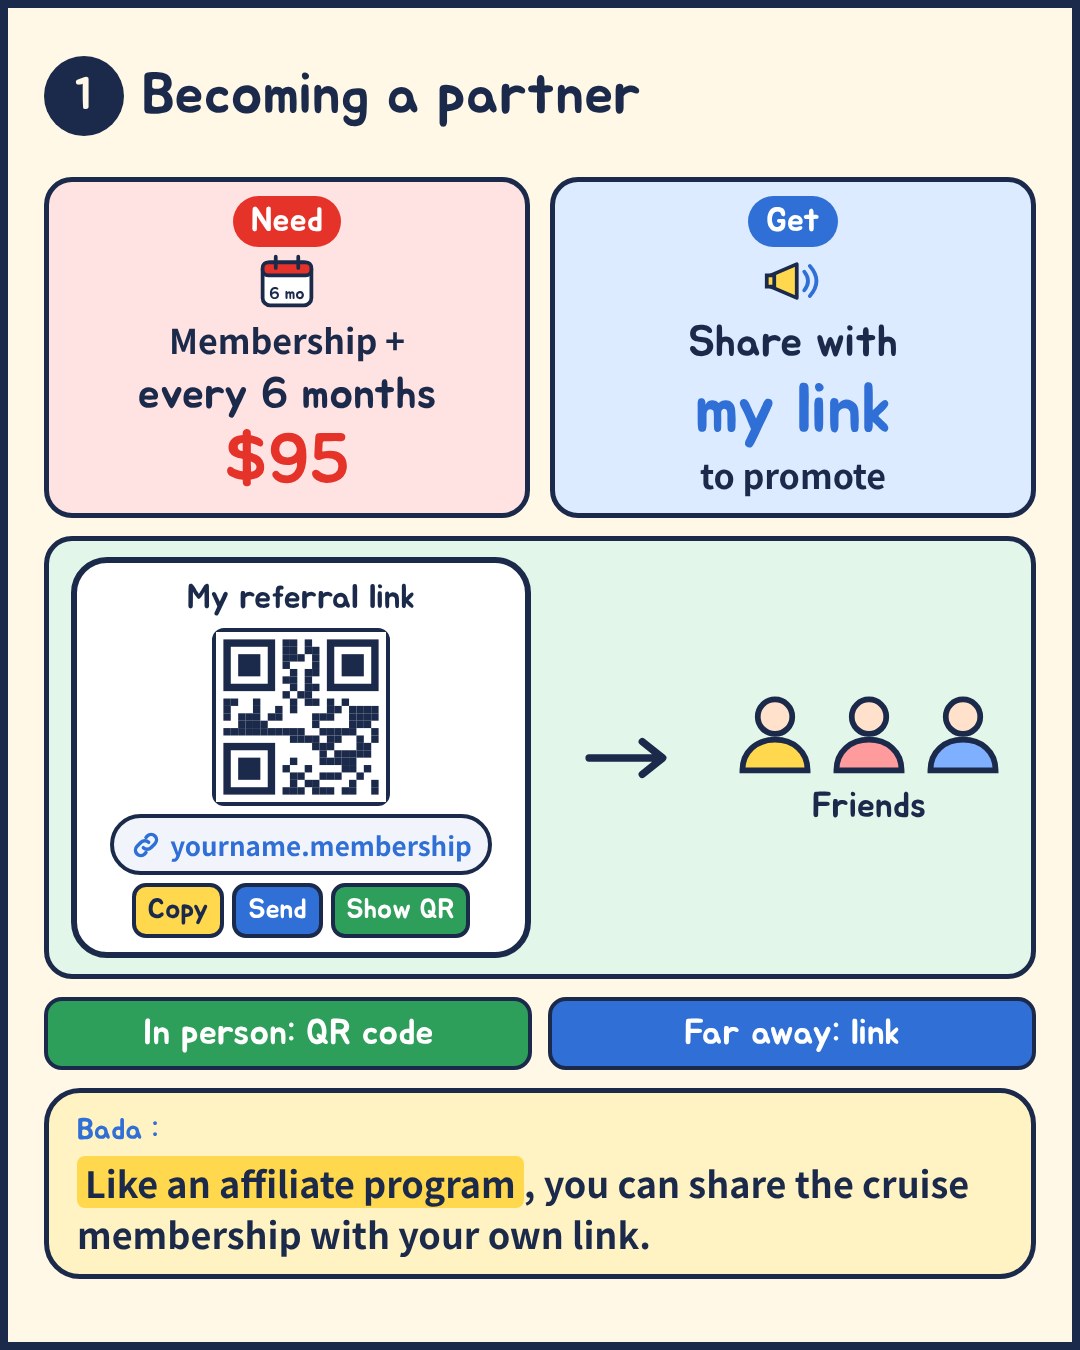 1 Becoming a partner
Need
6 mo
Membership +
every 6 months
$95
Get
Share with
my link
to promote
My referral link
yourname.membership
Copy
Send
Show QR
Friends
In person: QR code
Far away: link
Bada :
Like an affiliate program, you can share the cruise
membership with your own link.